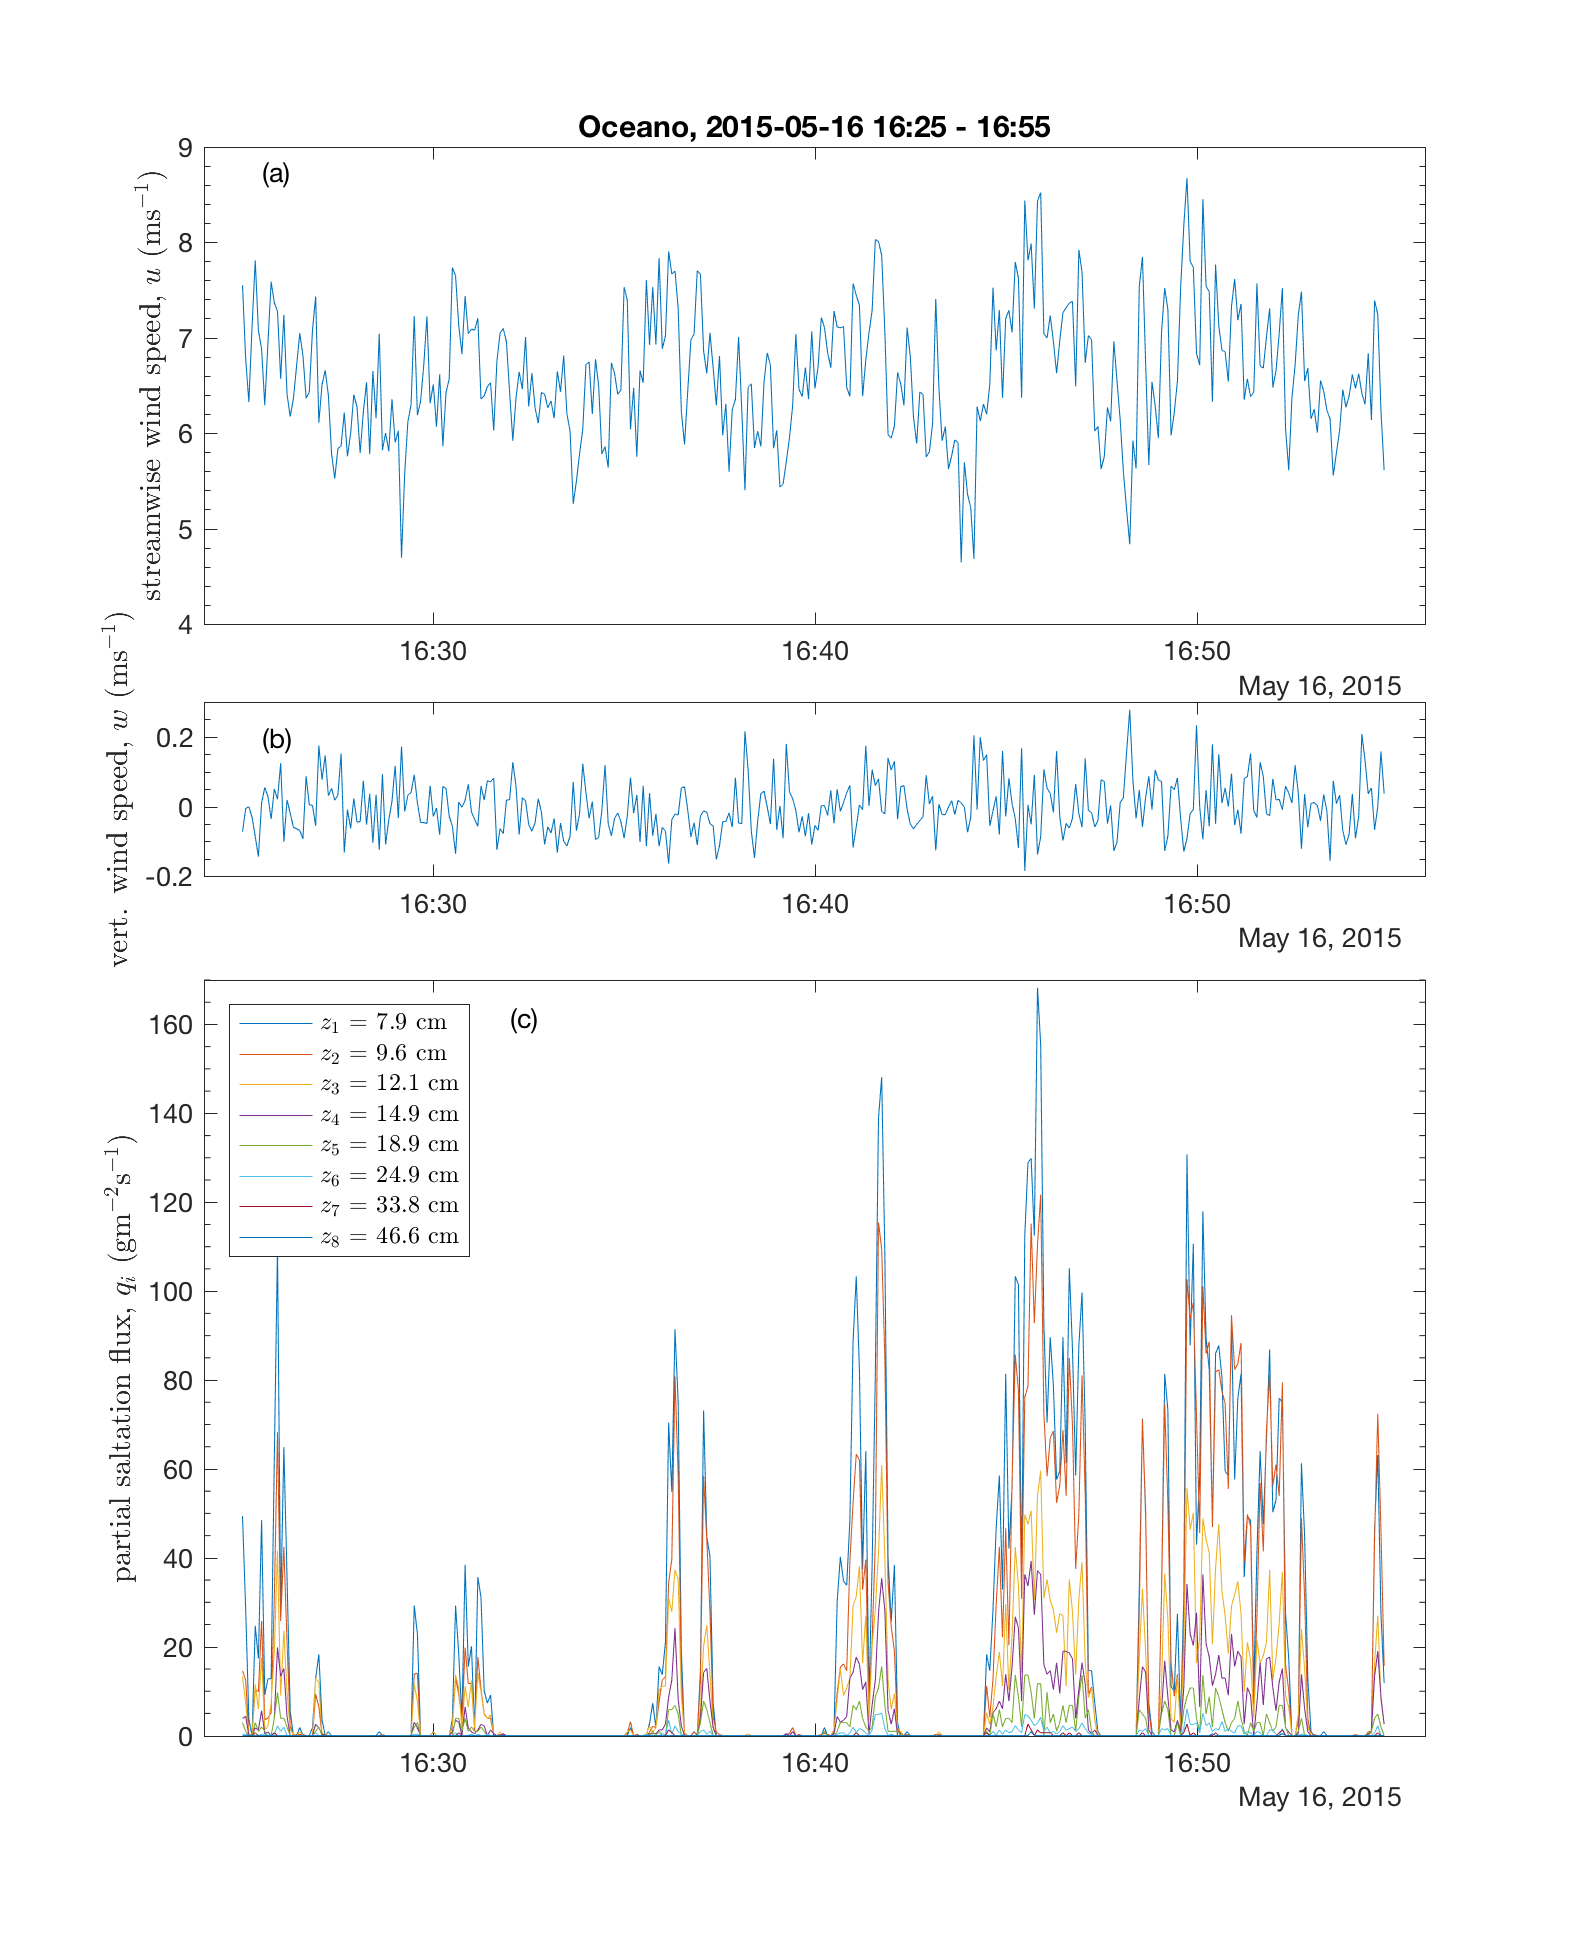 Oceano, 2015-05-16 16:25 - 16:55
(a)
streamwise wind speed, u (ms⁻¹)
9
8
7
6
5
4
16:30 16:40 16:50
May 16, 2015
(b)
vert. wind speed, w (ms⁻¹)
0.2
0
-0.2
16:30 16:40 16:50
May 16, 2015
(c)
partial saltation flux, qᵢ (gm⁻²s⁻¹)
z₁ = 7.9 cm
z₂ = 9.6 cm
z₃ = 12.1 cm
z₄ = 14.9 cm
z₅ = 18.9 cm
z₆ = 24.9 cm
z₇ = 33.8 cm
z₈ = 46.6 cm
160
140
120
100
80
60
40
20
0
16:30 16:40 16:50
May 16, 2015